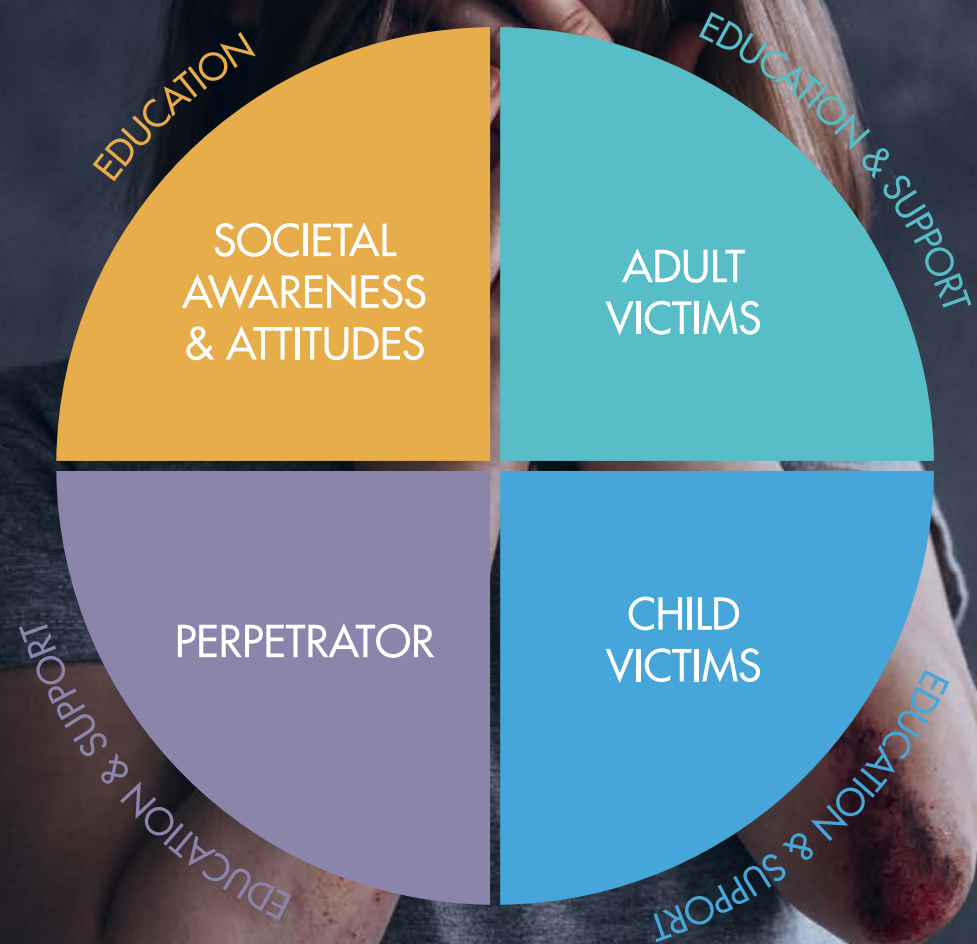 EDUCATION
SOCIETAL
AWARENESS
& ATTITUDES
EDUCATION & SUPPORT
ADULT
VICTIMS
PERPETRATOR
EDUCATION & SUPPORT
CHILD
VICTIMS
EDUCATION & SUPPORT